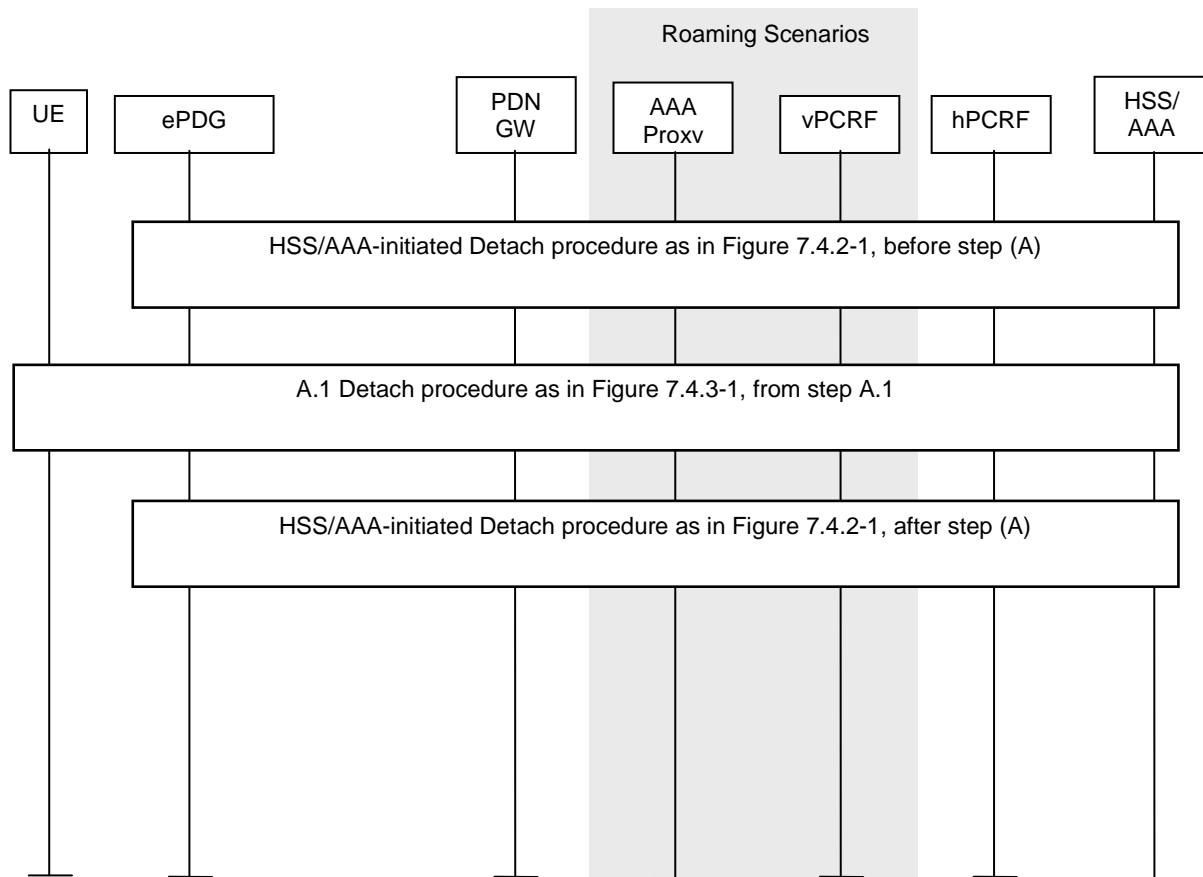 Roaming Scenarios
UE
ePDG
PDN
GW
AAA
Proxv
vPCRF
hPCRF
HSS/
AAA
HSS/AAA-initiated Detach procedure as in Figure 7.4.2-1, before step (A)
A.1 Detach procedure as in Figure 7.4.3-1, from step A.1
HSS/AAA-initiated Detach procedure as in Figure 7.4.2-1, after step (A)